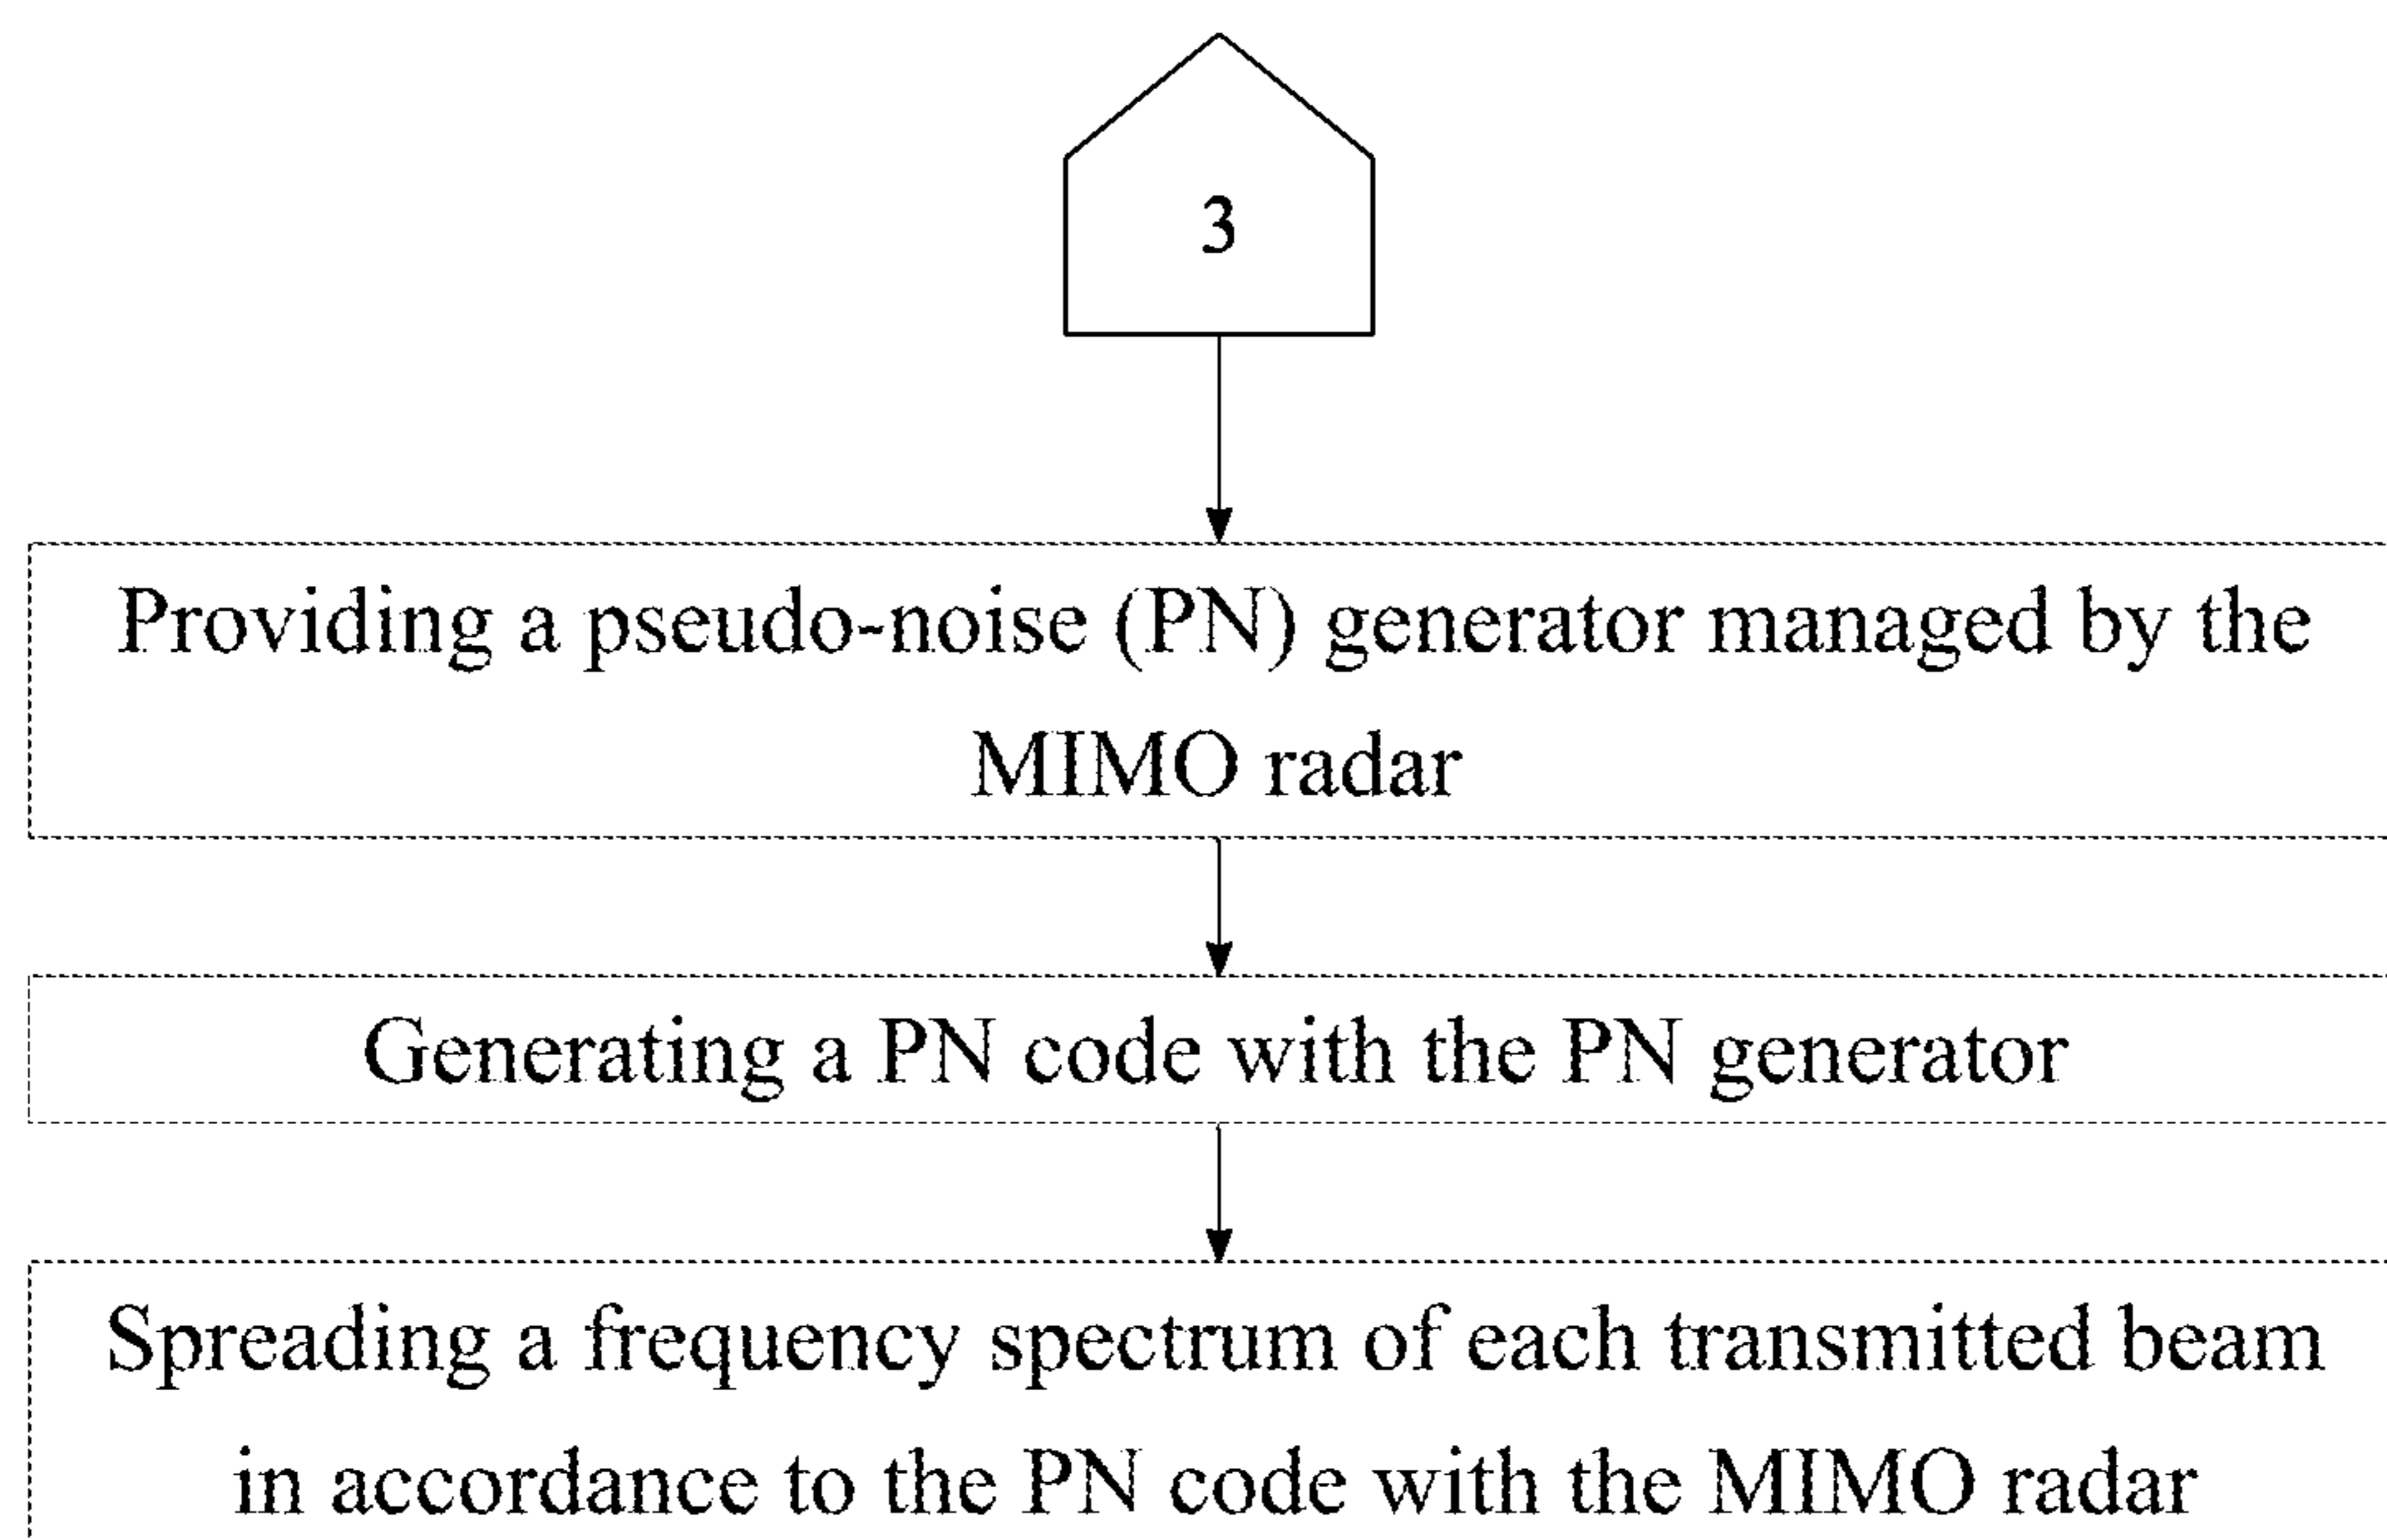 3
Providing a pseudo-noise (PN) generator managed by the
MIMO radar
Generating a PN code with the PN generator
Spreading a frequency spectrum of each transmitted beam
in accordance to the PN code with the MIMO radar